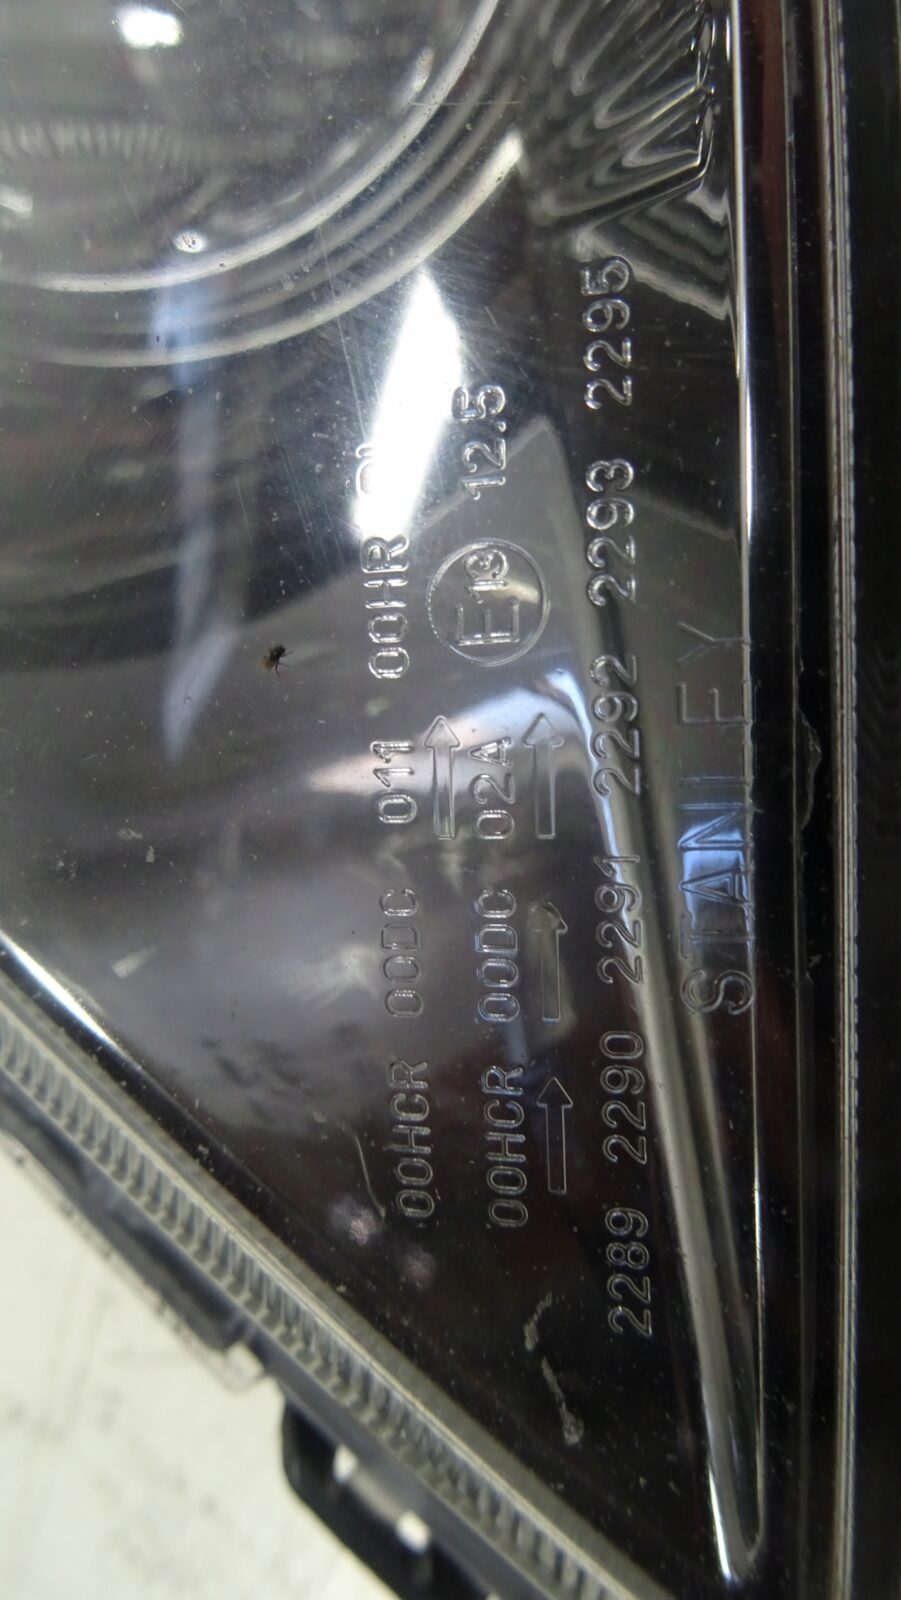 00HCR 00DC 011 00HR
00HCR 00DC 02A E13 12.5
2289 2290 2291 2292 2293 2295
STANLEY